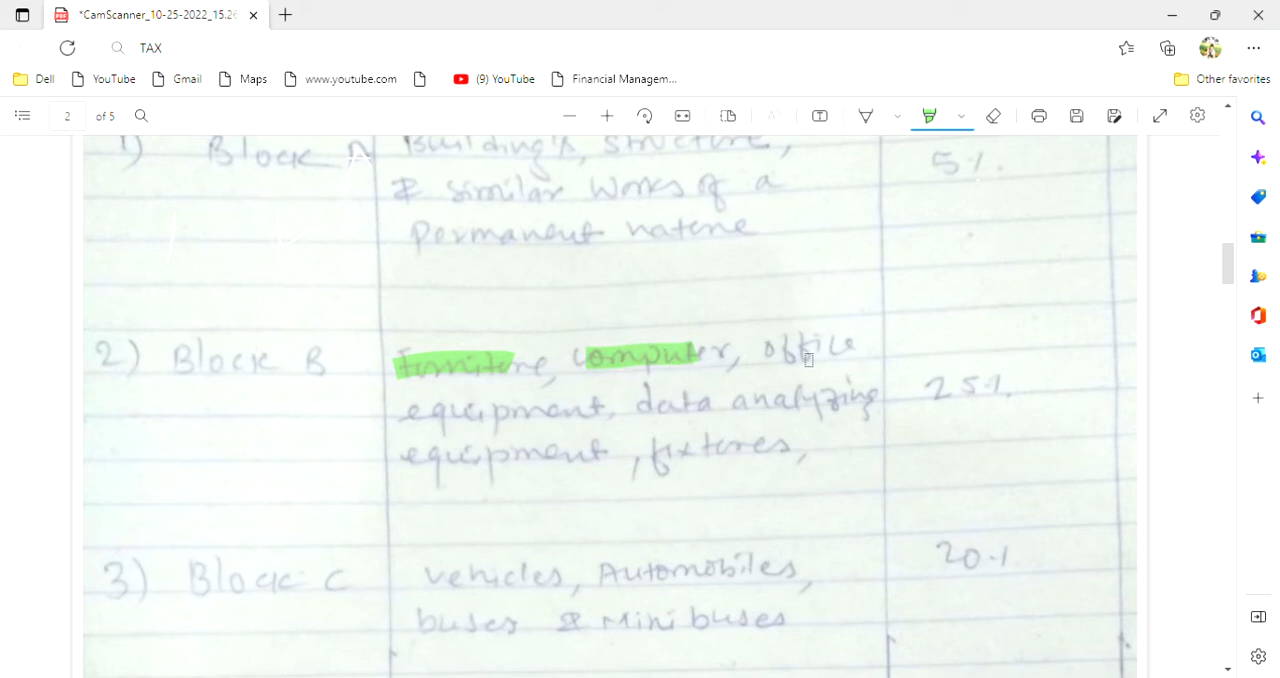 *CamScanner_10-25-2022_15.26
TAX
Dell YouTube Gmail Maps www.youtube.com (9) YouTube Financial Managem... Other favorites
2 of 5
1) Block A Building's, structure, 5%.
& similar works of a
permanent nature
2) Block B Furniture, computer, office
equipment, data analyzing 25%.
equipment, fixtures,
3) Block C vehicles, Automobiles, 20%
buses & Mini buses